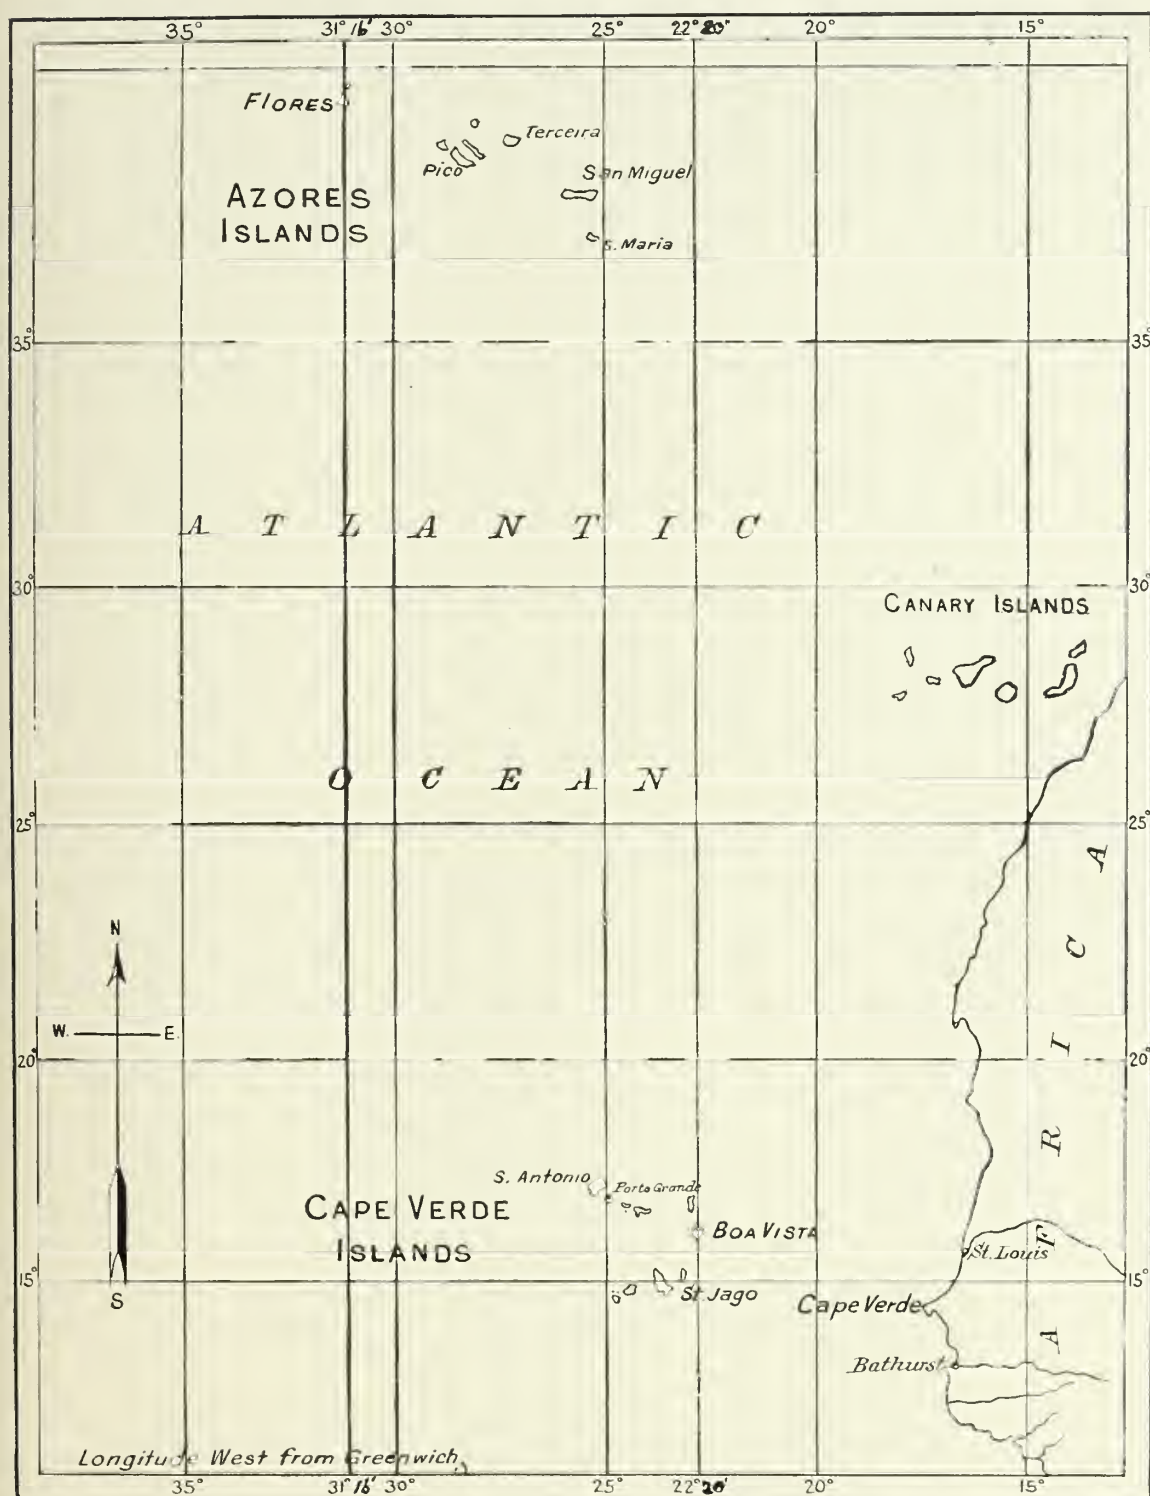 35° 31° 16' 30° 25° 22° 20' 20° 15°
FLORES
Terceira
Pico
San Miguel
AZORES
ISLANDS
S. Maria
35° 35°
ATLANTIC
30° 30°
CANARY ISLANDS
OCEAN
25° 25°
AFRICA
N
W. E.
20° 20°
S. Antonio
Porto Grande
CAPE VERDE
ISLANDS
BOA VISTA
St. Louis
15° 15°
S
St. Jago
Cape Verde
Bathurst
Longitude West from Greenwich
35° 31° 16' 30° 25° 22° 20' 20° 15°